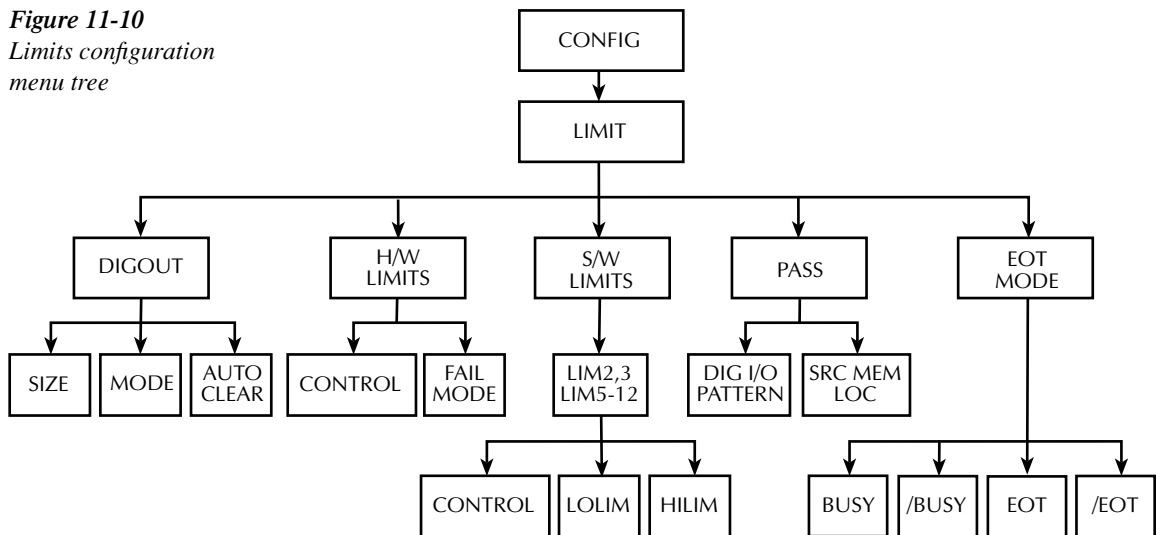 Figure 11-10
Limits configuration
menu tree
CONFIG
LIMIT
DIGOUT
H/W
LIMITS
S/W
LIMITS
PASS
EOT
MODE
SIZE
MODE
AUTO
CLEAR
CONTROL
FAIL
MODE
LIM2,3
LIM5-12
DIG I/O
PATTERN
SRC MEM
LOC
CONTROL
LOLIM
HILIM
BUSY
/BUSY
EOT
/EOT